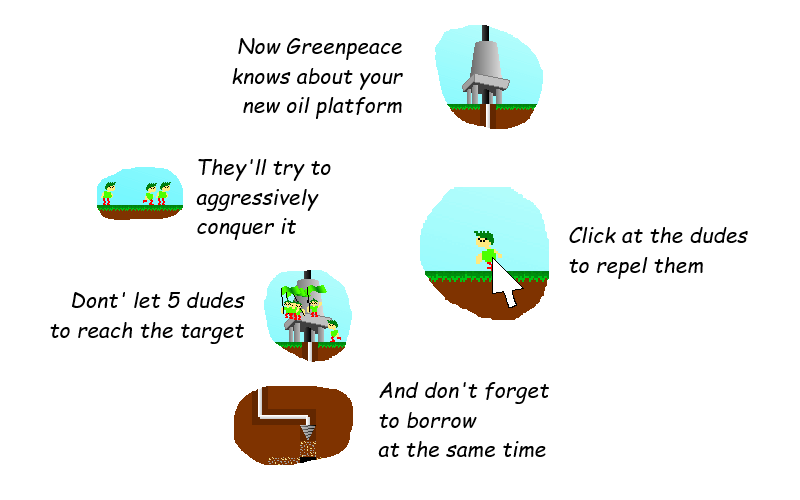 Now Greenpeace
knows about your
new oil platform
They'll try to
aggressively
conquer it
Click at the dudes
to repel them
Dont' let 5 dudes
to reach the target
And don't forget
to borrow
at the same time